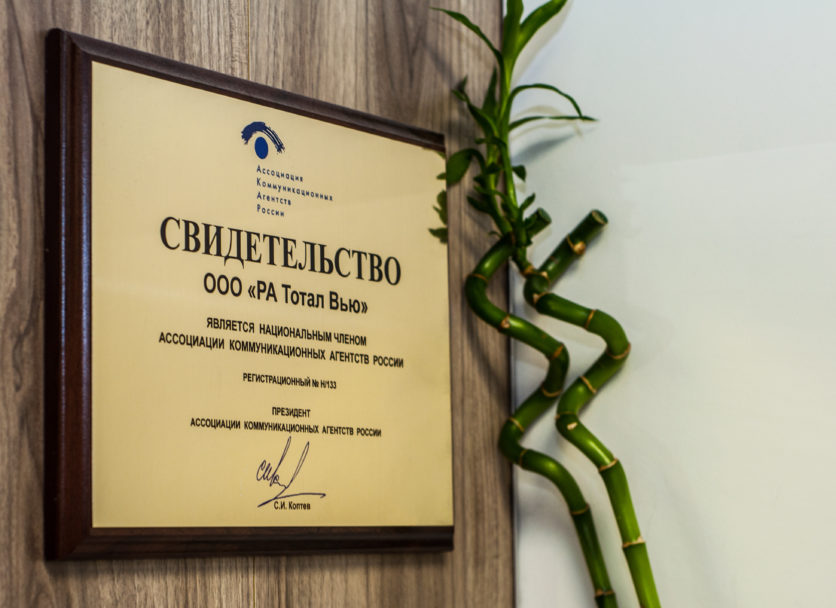 Ассоциация
Коммуникационных
Агентств
России
СВИДЕТЕЛЬСТВО
ООО «РА Тотал Вью»
ЯВЛЯЕТСЯ НАЦИОНАЛЬНЫМ ЧЛЕНОМ
АССОЦИАЦИИ КОММУНИКАЦИОННЫХ АГЕНТСТВ РОССИИ
РЕГИСТРАЦИОННЫЙ № Н/133
ПРЕЗИДЕНТ
АССОЦИАЦИИ КОММУНИКАЦИОННЫХ АГЕНТСТВ РОССИИ
С.И. Коптев